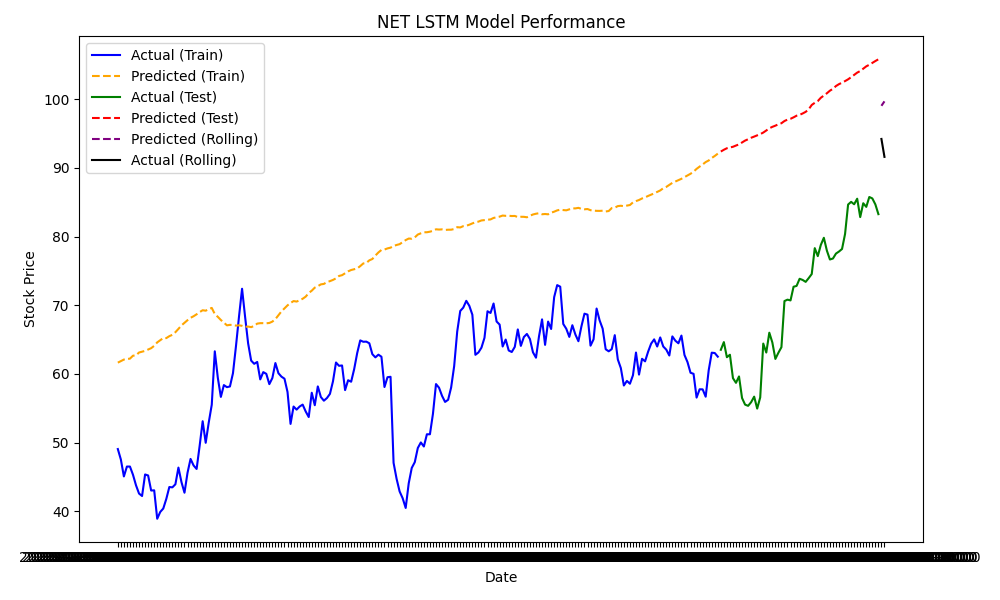 NET LSTM Model Performance
Actual (Train)
Predicted (Train)
Actual (Test)
Predicted (Test)
Predicted (Rolling)
Actual (Rolling)
Stock Price
100
90
80
70
60
50
40
Date